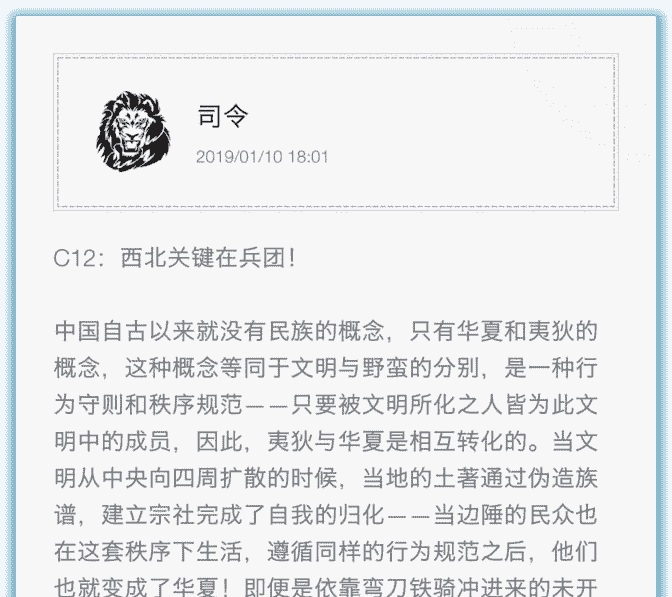 司令
2019/01/10 18:01
C12：西北关键在兵团！
中国自古以来就没有民族的概念，只有华夏和夷狄的
概念，这种概念等同于文明与野蛮的分别，是一种行
为守则和秩序规范——只要被文明所化之人皆为此文
明中的成员，因此，夷狄与华夏是相互转化的。当文
明从中央向四周扩散的时候，当地的土著通过伪造族
谱，建立宗社完成了自我的归化——当边陲的民众也
在这套秩序下生活，遵循同样的行为规范之后，他们
也就变成了华夏！即便是依靠弯刀铁骑冲进来的未开